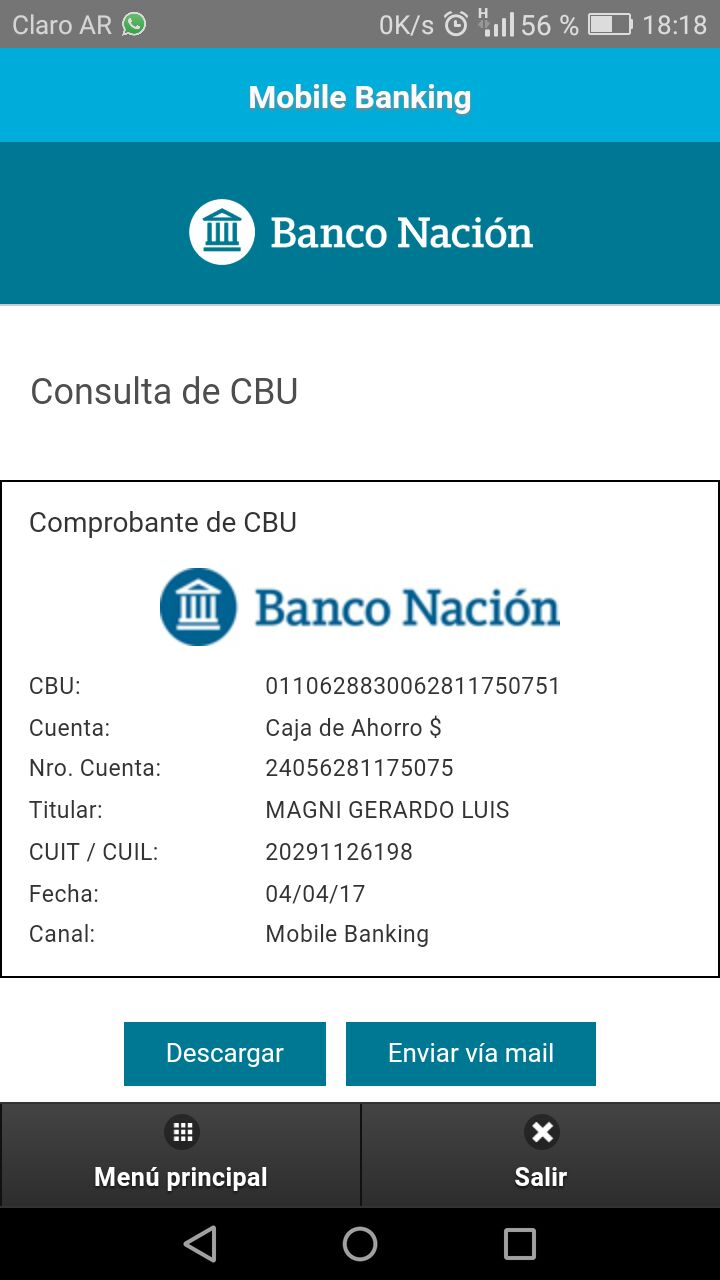 Claro AR 0K/s H 56 % 18:18
Mobile Banking
Banco Nación
Consulta de CBU
Comprobante de CBU
Banco Nación
CBU: 0110628830062811750751
Cuenta: Caja de Ahorro $
Nro. Cuenta: 24056281175075
Titular: MAGNI GERARDO LUIS
CUIT / CUIL: 20291126198
Fecha: 04/04/17
Canal: Mobile Banking
Descargar Enviar vía mail
Menú principal Salir